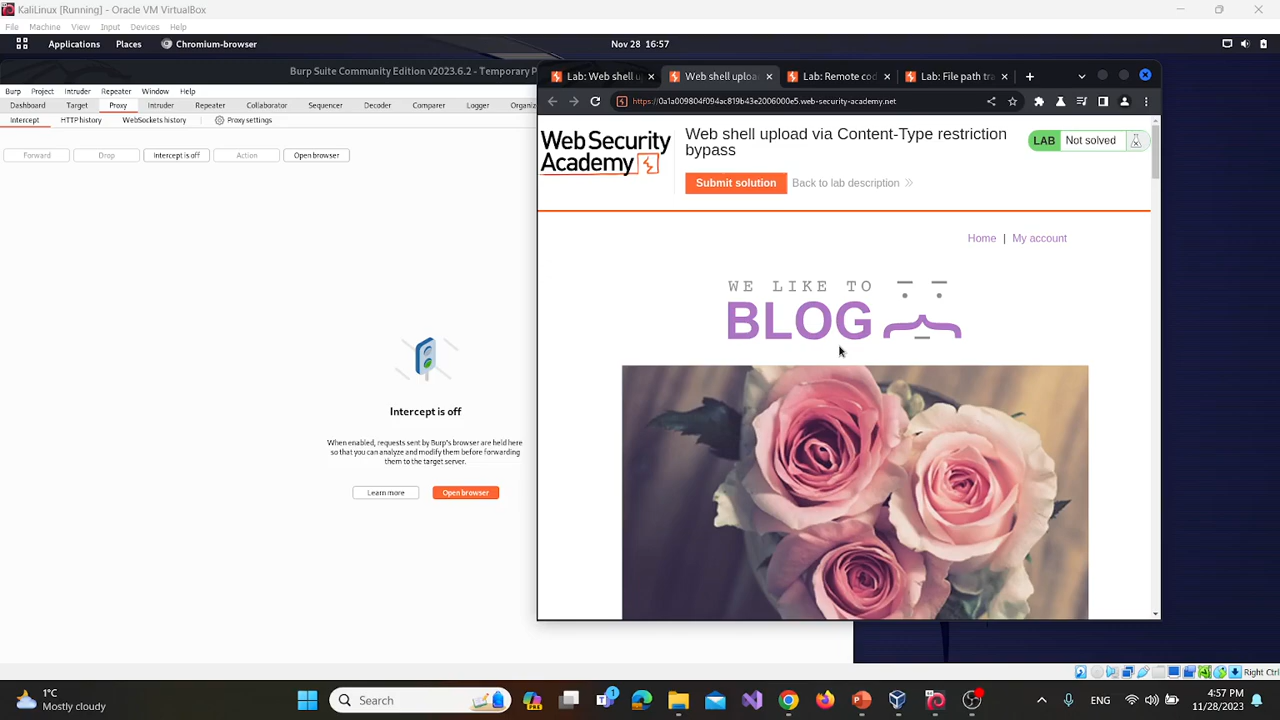 KaliLinux [Running] - Oracle VM VirtualBox
File Machine View Input Devices Help
Applications Places Chromium-browser Nov 28 16:57
Burp Suite Community Edition v2023.6.2 - Temporary P
Burp Project Intruder Repeater Window Help
Dashboard Target Proxy Intruder Repeater Collaborator Sequencer Decoder Comparer Logger Organiz
Intercept HTTP history WebSockets history Proxy settings
Forward Drop Intercept is off Action Open browser
Intercept is off
When enabled, requests sent by Burp's browser are held here
so that you can analyze and modify them before forwarding
them to the target server.
Learn more Open browser
Lab: Web shell u Web shell uploa Lab: Remote cod Lab: File path tra
https://0a1a009804f094ac819b43e2006000e5.web-security-academy.net
Web Security
Academy
Web shell upload via Content-Type restriction
bypass
Submit solution Back to lab description
LAB Not solved
Home | My account
WE LIKE TO
BLOG
Right Ctrl
1°C
Mostly cloudy
Search
PRE
1
ENG
4:57 PM
11/28/2023